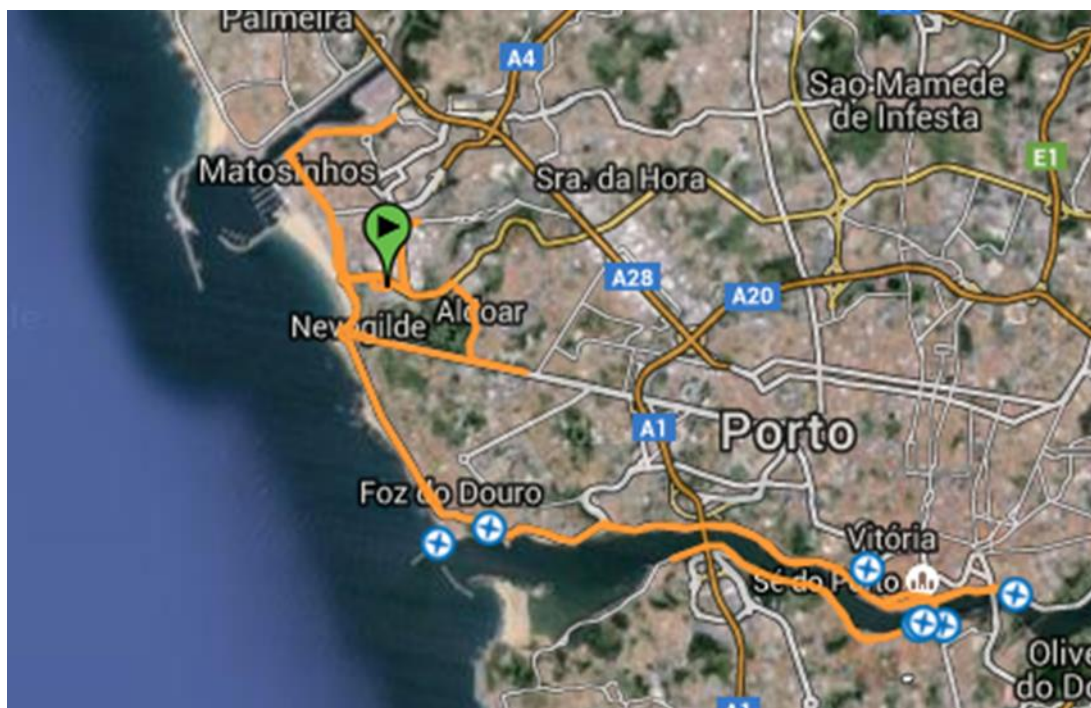 Palmeira
A4
Sao Mamede
de Infesta
E1
Matosinhos
Sra. da Hora
A28
A20
Aldoar
Nevogilde
A1
Porto
Foz do Douro
Vitória
Sé do Porto
Olive
do Do
A1